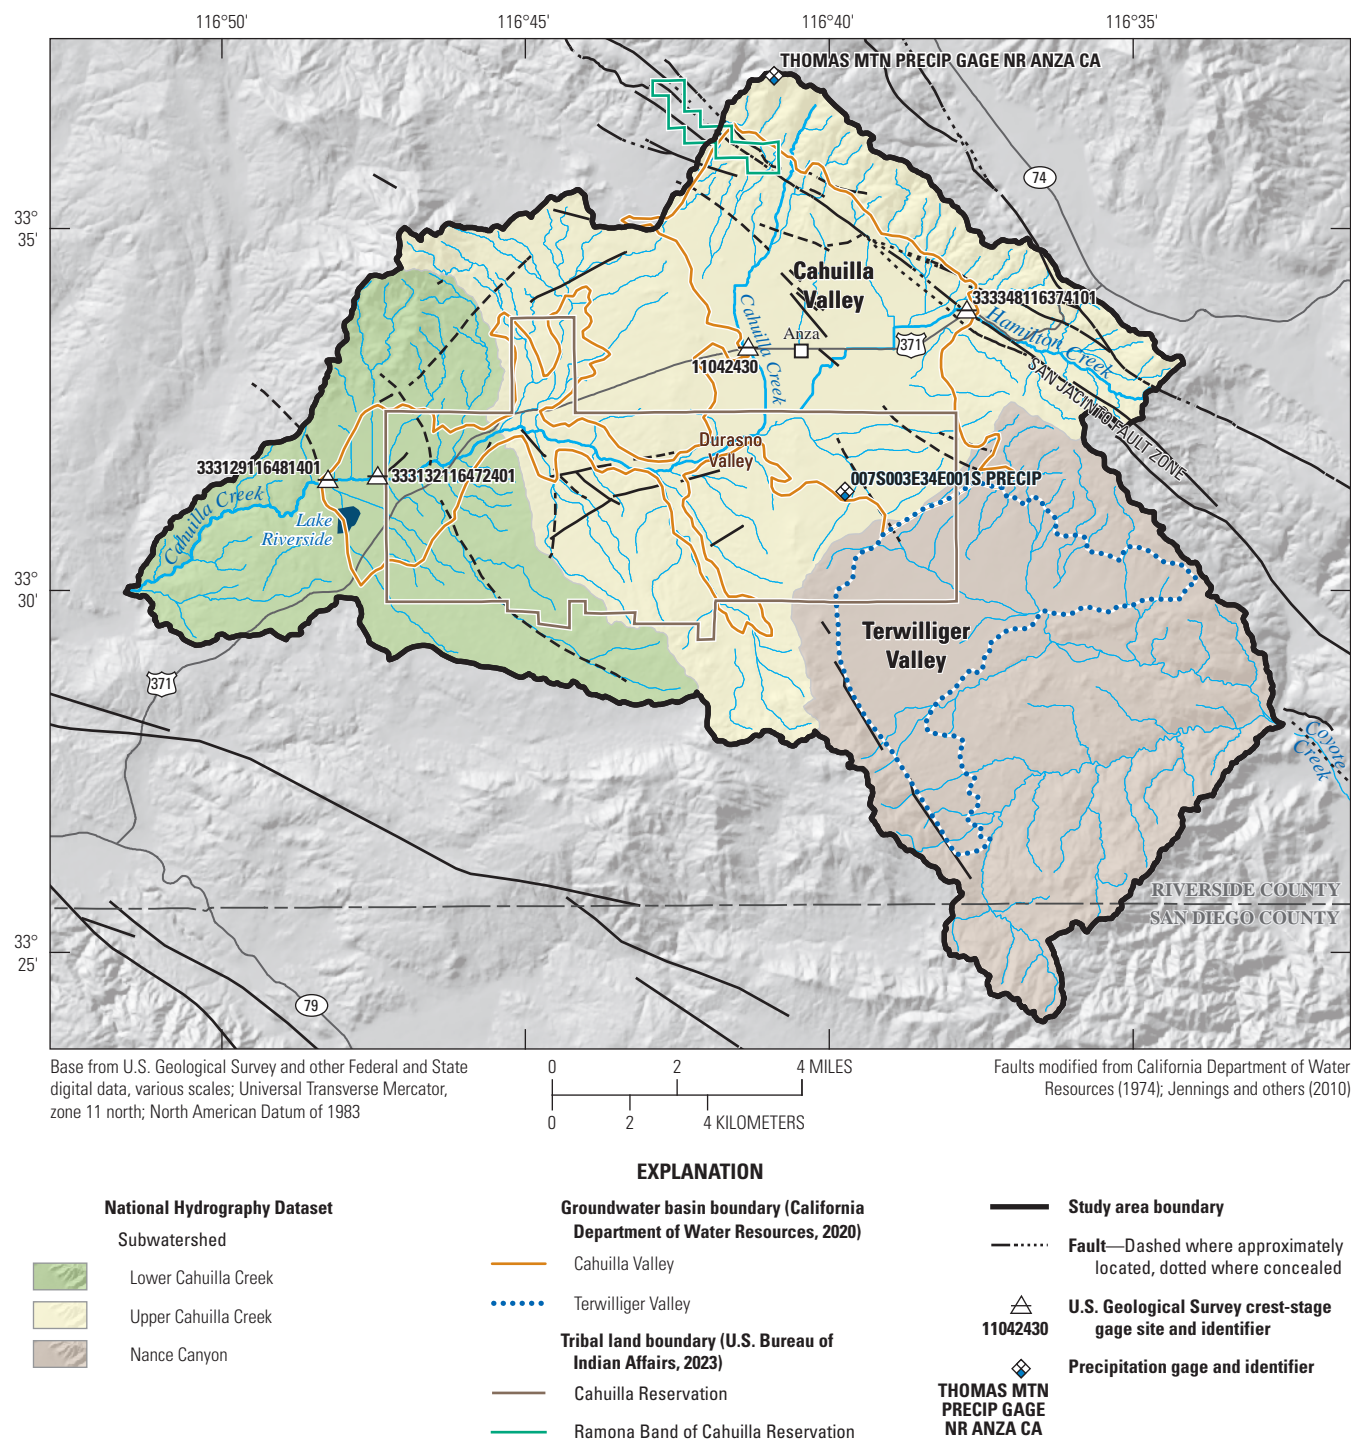 116°50'
116°45'
116°40'
116°35'
THOMAS MTN PRECIP GAGE NR ANZA CA
74
33°
35'
Cahuilla
Valley
333348116374101
Hamilton Creek
Cahuilla Creek
Anza
371
11042430
SAN JACINTO FAULT ZONE
Durasno
Valley
333129116481401
333132116472401
007S003E34E001S PRECIP
Cahuilla Creek
Lake
Riverside
33°
30'
Terwilliger
Valley
371
Coyote
Creek
RIVERSIDE COUNTY
SAN DIEGO COUNTY
33°
25'
79
Base from U.S. Geological Survey and other Federal and State
digital data, various scales; Universal Transverse Mercator,
zone 11 north; North American Datum of 1983
0 2 4 MILES
0 2 4 KILOMETERS
Faults modified from California Department of Water
Resources (1974); Jennings and others (2010)
EXPLANATION
National Hydrography Dataset
Subwatershed
Lower Cahuilla Creek
Upper Cahuilla Creek
Nance Canyon
Groundwater basin boundary (California
Department of Water Resources, 2020)
Cahuilla Valley
Terwilliger Valley
Tribal land boundary (U.S. Bureau of
Indian Affairs, 2023)
Cahuilla Reservation
Ramona Band of Cahuilla Reservation
Study area boundary
Fault—Dashed where approximately
located, dotted where concealed
11042430
U.S. Geological Survey crest-stage
gage site and identifier
Precipitation gage and identifier
THOMAS MTN
PRECIP GAGE
NR ANZA CA